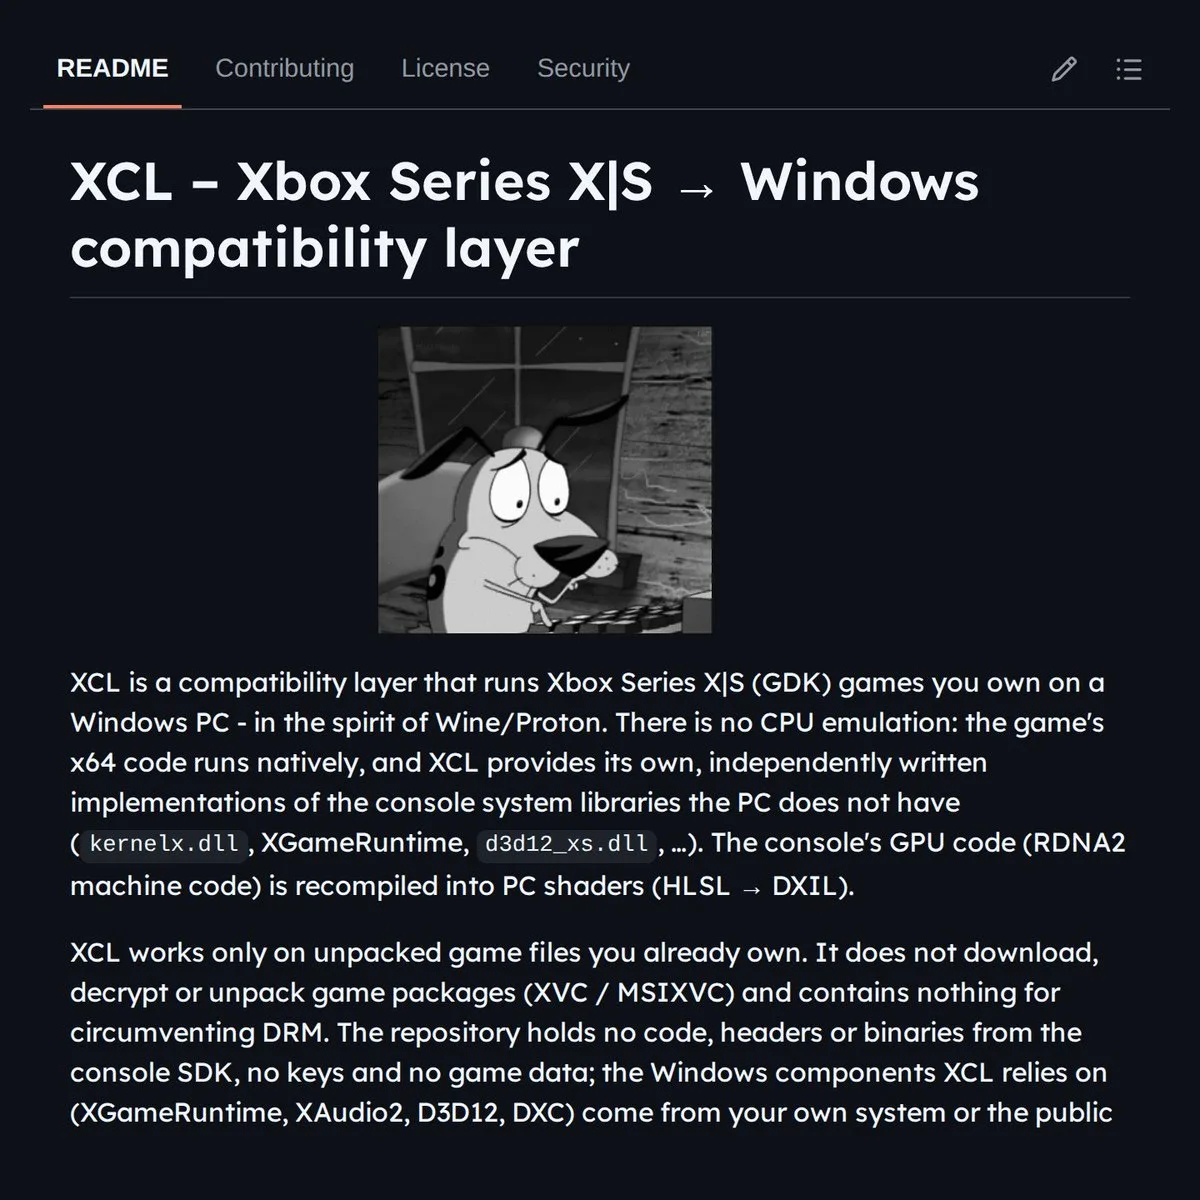 README Contributing License Security
XCL – Xbox Series X|S → Windows
compatibility layer
XCL is a compatibility layer that runs Xbox Series X|S (GDK) games you own on a
Windows PC - in the spirit of Wine/Proton. There is no CPU emulation: the game's
x64 code runs natively, and XCL provides its own, independently written
implementations of the console system libraries the PC does not have
(kernelx.dll, XGameRuntime, d3d12_xs.dll, …). The console's GPU code (RDNA2
machine code) is recompiled into PC shaders (HLSL → DXIL).
XCL works only on unpacked game files you already own. It does not download,
decrypt or unpack game packages (XVC / MSIXVC) and contains nothing for
circumventing DRM. The repository holds no code, headers or binaries from the
console SDK, no keys and no game data; the Windows components XCL relies on
(XGameRuntime, XAudio2, D3D12, DXC) come from your own system or the public